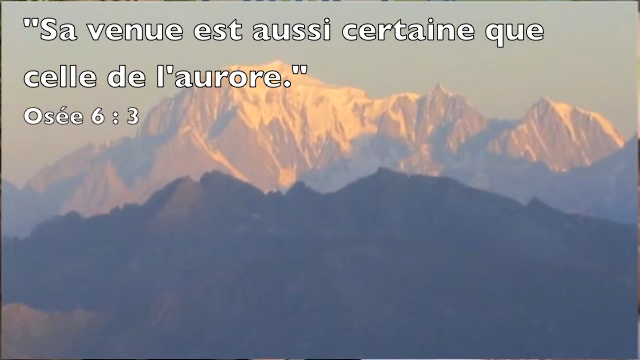 "Sa venue est aussi certaine que
celle de l'aurore."
Osée 6 : 3